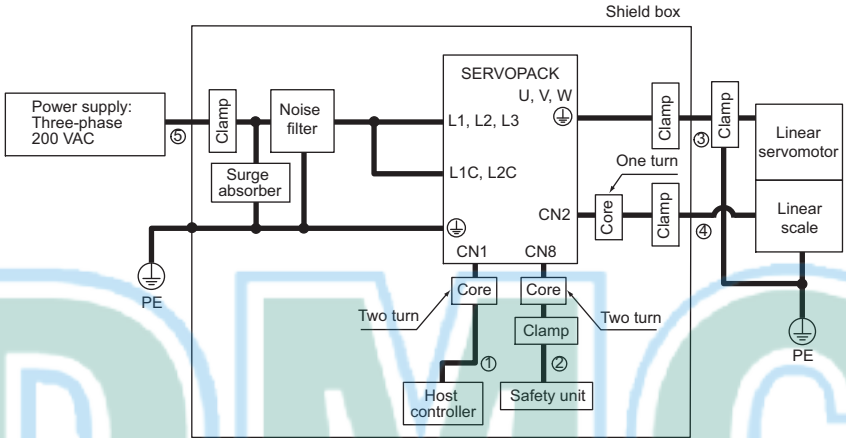 Shield box
SERVOPACK
U, V, W
Power supply:
Three-phase
200 VAC
⑤
Clamp
Noise
filter
L1, L2, L3
Clamp
③
Clamp
Linear
servomotor
Surge
absorber
L1C, L2C
One turn
CN2
Core
Clamp
④
Linear
scale
PE
CN1
CN8
Core
Core
Two turn
Two turn
Clamp
PE
①
②
Host
controller
Safety unit